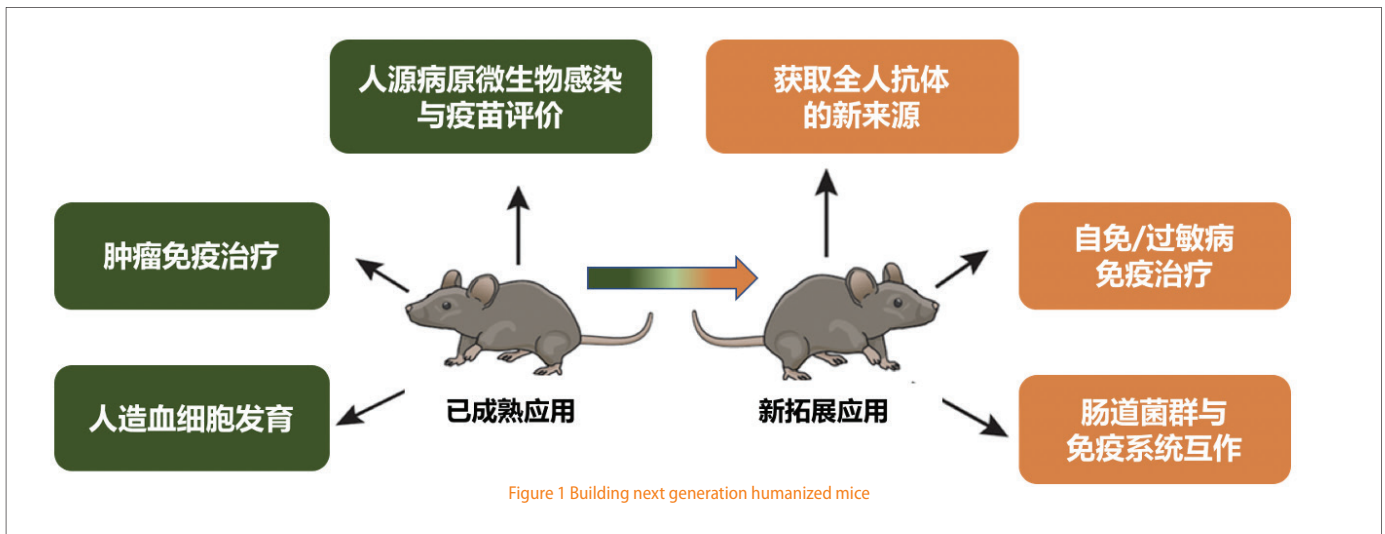 人源病原微生物感染
与疫苗评价
获取全人抗体
的新来源
肿瘤免疫治疗
自免/过敏病
免疫治疗
人造血细胞发育
已成熟应用
新拓展应用
肠道菌群与
免疫系统互作
Figure 1 Building next generation humanized mice